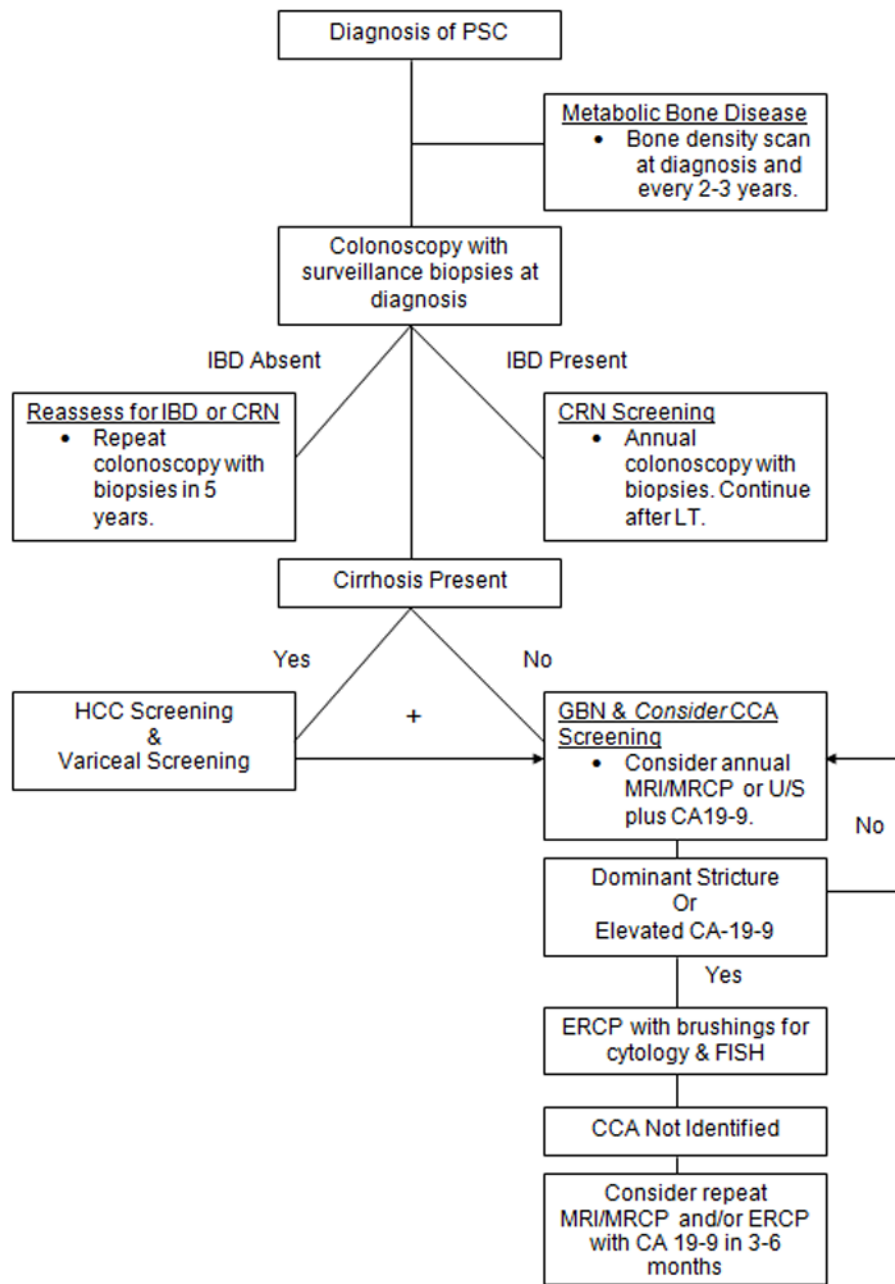 Diagnosis of PSC
Metabolic Bone Disease
• Bone density scan
at diagnosis and
every 2-3 years.
Colonoscopy with
surveillance biopsies at
diagnosis
IBD Absent
IBD Present
Reassess for IBD or CRN
• Repeat
colonoscopy with
biopsies in 5
years.
CRN Screening
• Annual
colonoscopy with
biopsies. Continue
after LT.
Cirrhosis Present
Yes
No
HCC Screening
&
Variceal Screening
+
GBN & Consider CCA
Screening
• Consider annual
MRI/MRCP or U/S
plus CA19-9.
No
Dominant Stricture
Or
Elevated CA-19-9
Yes
ERCP with brushings for
cytology & FISH
CCA Not Identified
Consider repeat
MRI/MRCP and/or ERCP
with CA 19-9 in 3-6
months